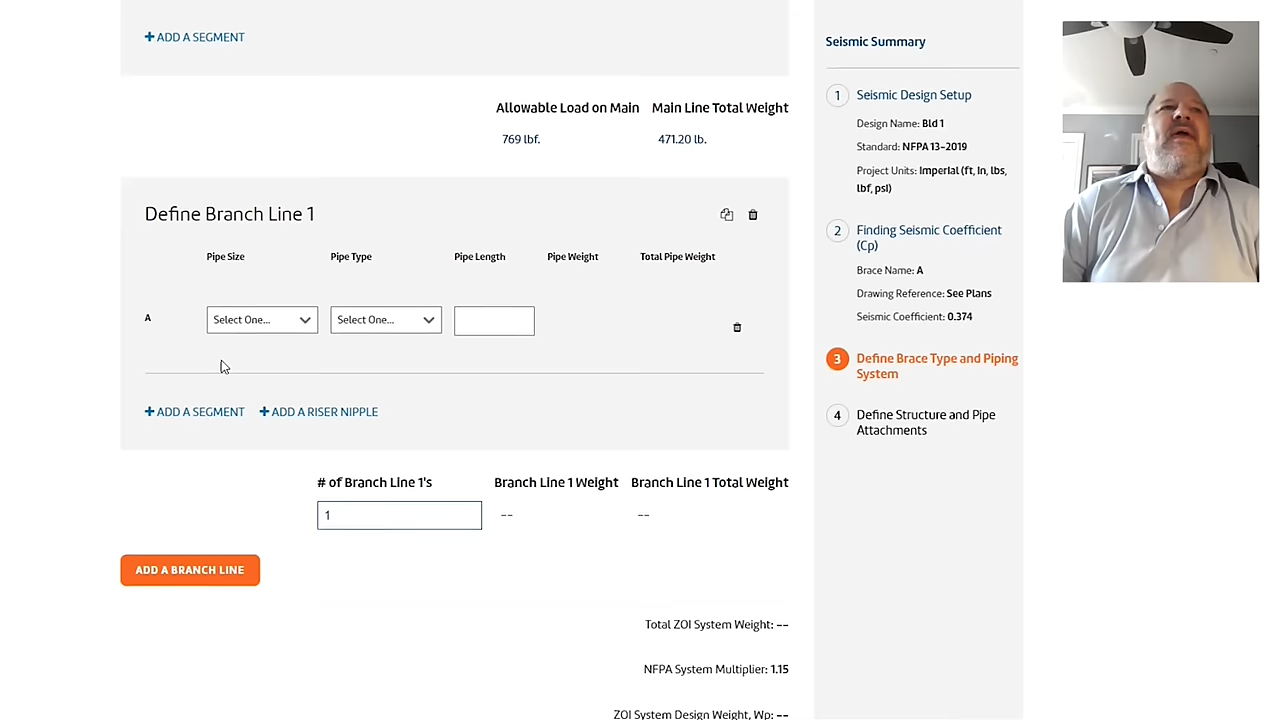 + ADD A SEGMENT
Allowable Load on Main Main Line Total Weight
769 lbf. 471.20 lb.
Define Branch Line 1
Pipe Size Pipe Type Pipe Length Pipe Weight Total Pipe Weight
A Select One... Select One...
+ ADD A SEGMENT + ADD A RISER NIPPLE
# of Branch Line 1's Branch Line 1 Weight Branch Line 1 Total Weight
1 -- --
ADD A BRANCH LINE
Total ZOI System Weight: --
NFPA System Multiplier: 1.15
ZOI System Design Weight, Wp: --
Seismic Summary
1 Seismic Design Setup
Design Name: Bld 1
Standard: NFPA 13-2019
Project Units: Imperial (ft, in, lbs,
lbf, psi)
2 Finding Seismic Coefficient
(Cp)
Brace Name: A
Drawing Reference: See Plans
Seismic Coefficient: 0.374
3 Define Brace Type and Piping
System
4 Define Structure and Pipe
Attachments